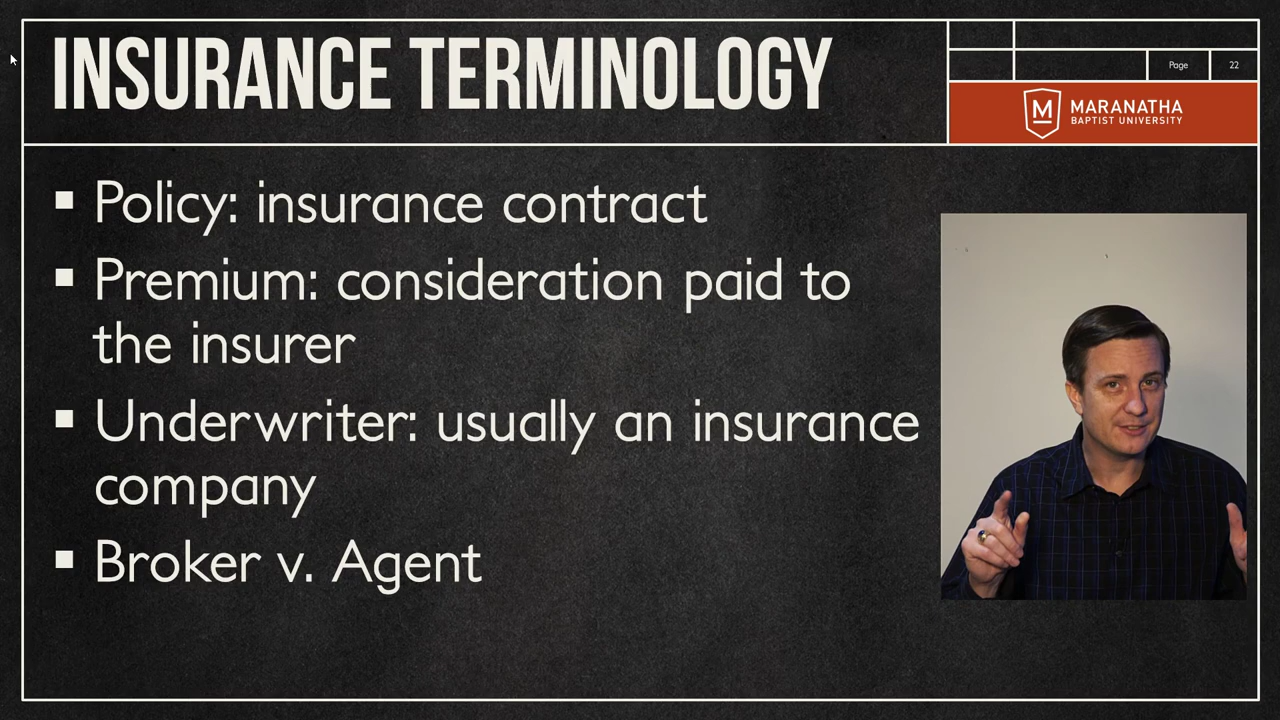 INSURANCE TERMINOLOGY
Page 22
MARANATHA
BAPTIST UNIVERSITY
▪ Policy: insurance contract
▪ Premium: consideration paid to
the insurer
▪ Underwriter: usually an insurance
company
▪ Broker v. Agent